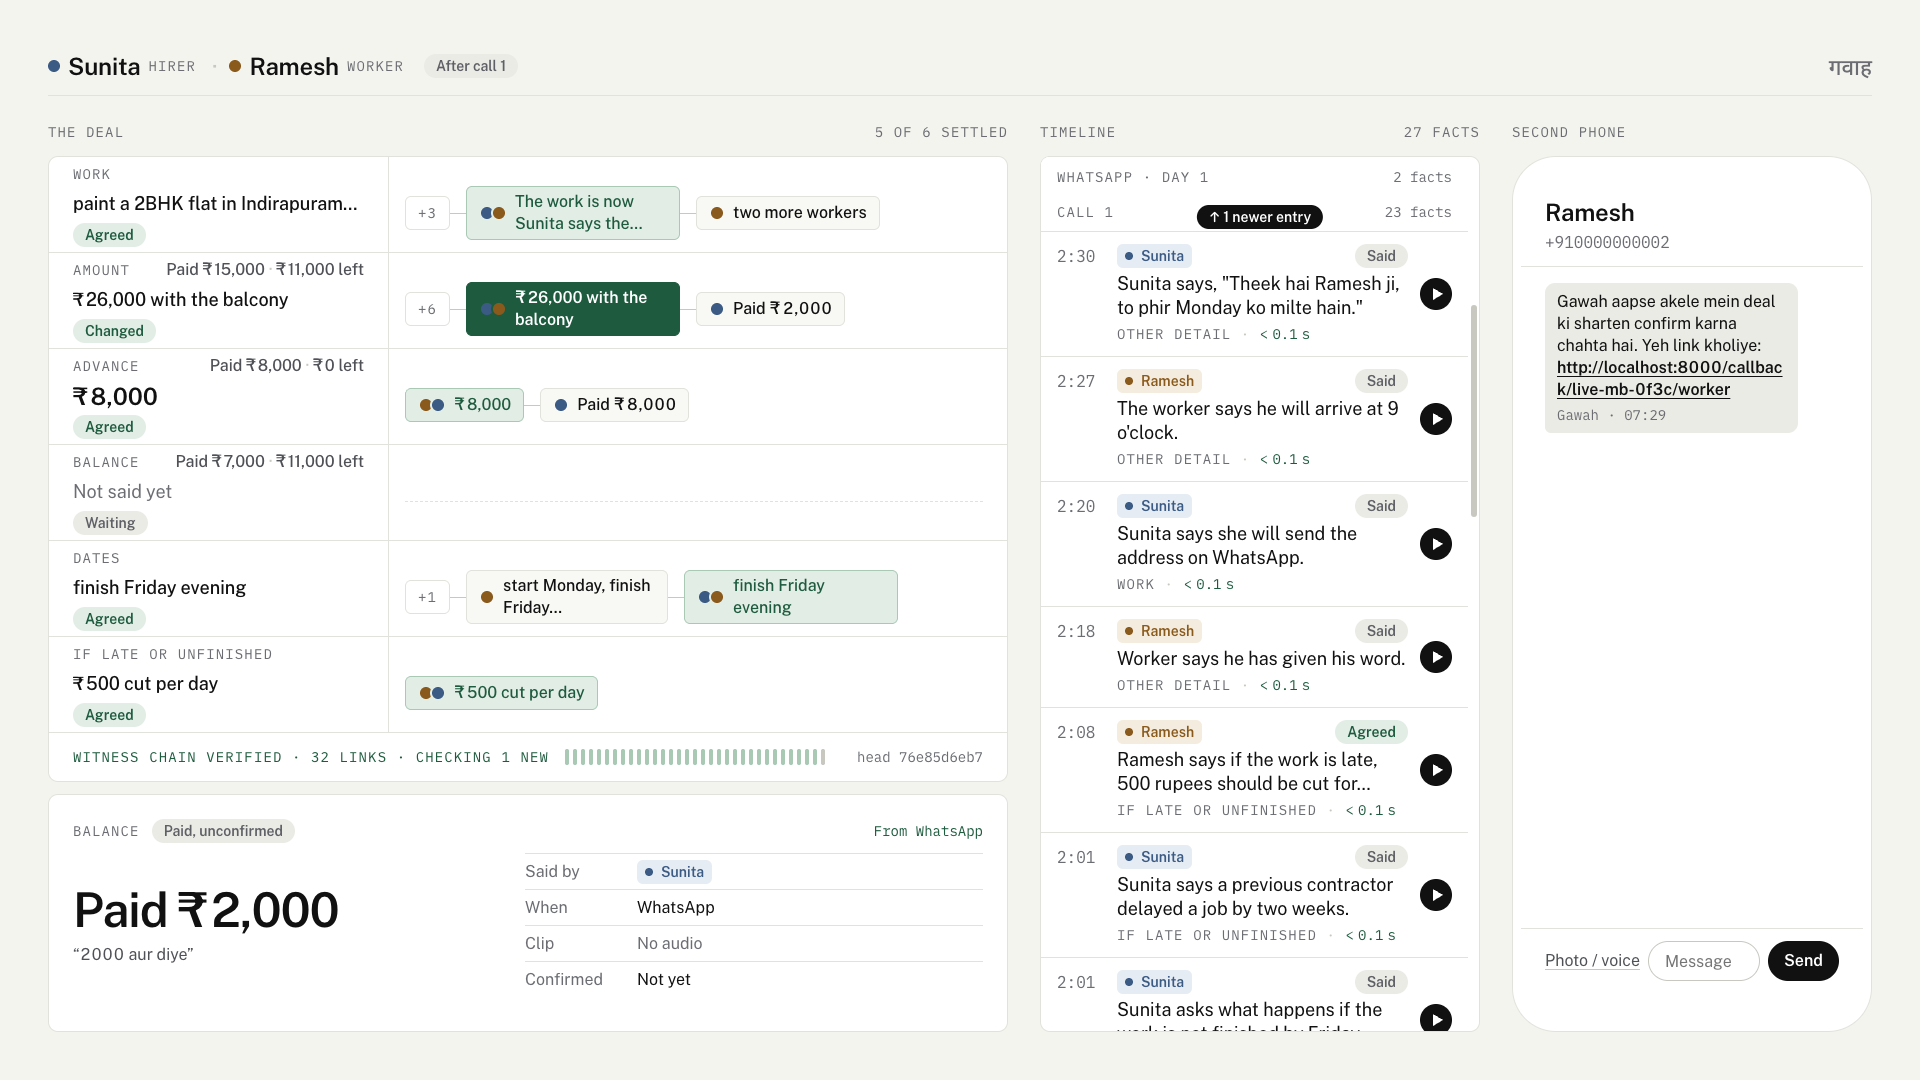 Sunita HIRER · Ramesh WORKER After call 1
गवाह
THE DEAL 5 OF 6 SETTLED
WORK
paint a 2BHK flat in Indirapuram...
Agreed
+3
The work is now
Sunita says the...
two more workers
AMOUNT Paid ₹15,000 · ₹11,000 left
₹26,000 with the balcony
Changed
+6
₹26,000 with the
balcony
Paid ₹2,000
ADVANCE Paid ₹8,000 · ₹0 left
₹8,000
Agreed
₹8,000
Paid ₹8,000
BALANCE Paid ₹7,000 · ₹11,000 left
Not said yet
Waiting
DATES
finish Friday evening
Agreed
+1
start Monday, finish
Friday...
finish Friday
evening
IF LATE OR UNFINISHED
₹500 cut per day
Agreed
₹500 cut per day
WITNESS CHAIN VERIFIED · 32 LINKS · CHECKING 1 NEW head 76e85d6eb7
BALANCE Paid, unconfirmed From WhatsApp
Paid ₹2,000
“2000 aur diye”
Said by Sunita
When WhatsApp
Clip No audio
Confirmed Not yet
TIMELINE 27 FACTS
WHATSAPP · DAY 1 2 facts
CALL 1 23 facts
↑ 1 newer entry
2:30 Sunita Said
Sunita says, "Theek hai Ramesh ji,
to phir Monday ko milte hain."
OTHER DETAIL · <0.1 s
2:27 Ramesh Said
The worker says he will arrive at 9
o'clock.
OTHER DETAIL · <0.1 s
2:20 Sunita Said
Sunita says she will send the
address on WhatsApp.
WORK · <0.1 s
2:18 Ramesh Said
Worker says he has given his word.
OTHER DETAIL · <0.1 s
2:08 Ramesh Agreed
Ramesh says if the work is late,
500 rupees should be cut for...
IF LATE OR UNFINISHED · <0.1 s
2:01 Sunita Said
Sunita says a previous contractor
delayed a job by two weeks.
IF LATE OR UNFINISHED · <0.1 s
2:01 Sunita Said
Sunita asks what happens if the
work is not finished by Friday
SECOND PHONE
Ramesh
+910000000002
Gawah aapse akele mein deal
ki sharten confirm karna
chahta hai. Yeh link kholiye:
http://localhost:8000/callbac
k/live-mb-0f3c/worker
Gawah · 07:29
Photo / voice Message Send